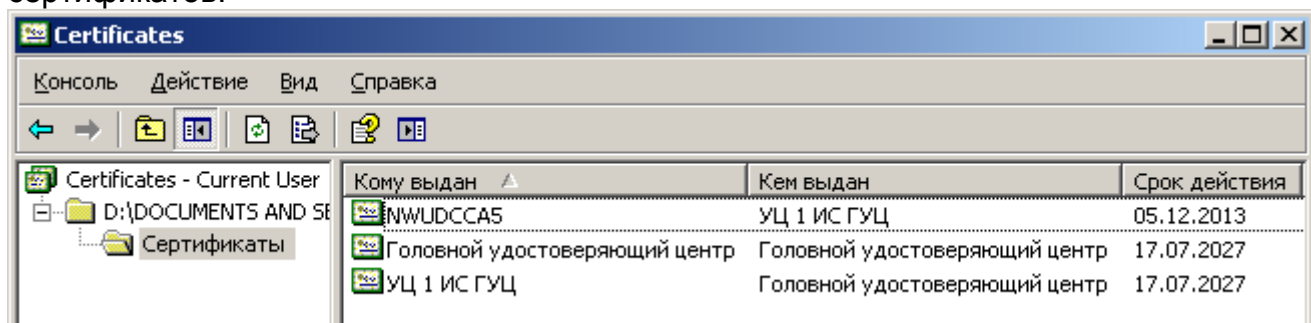 сертификатов.
Certificates
Консоль Действие Вид Справка
Certificates - Current User
D:\DOCUMENTS AND SE
Сертификаты
Кому выдан Кем выдан Срок действия
NWUDCCA5 УЦ 1 ИС ГУЦ 05.12.2013
Головной удостоверяющий центр Головной удостоверяющий центр 17.07.2027
УЦ 1 ИС ГУЦ Головной удостоверяющий центр 17.07.2027